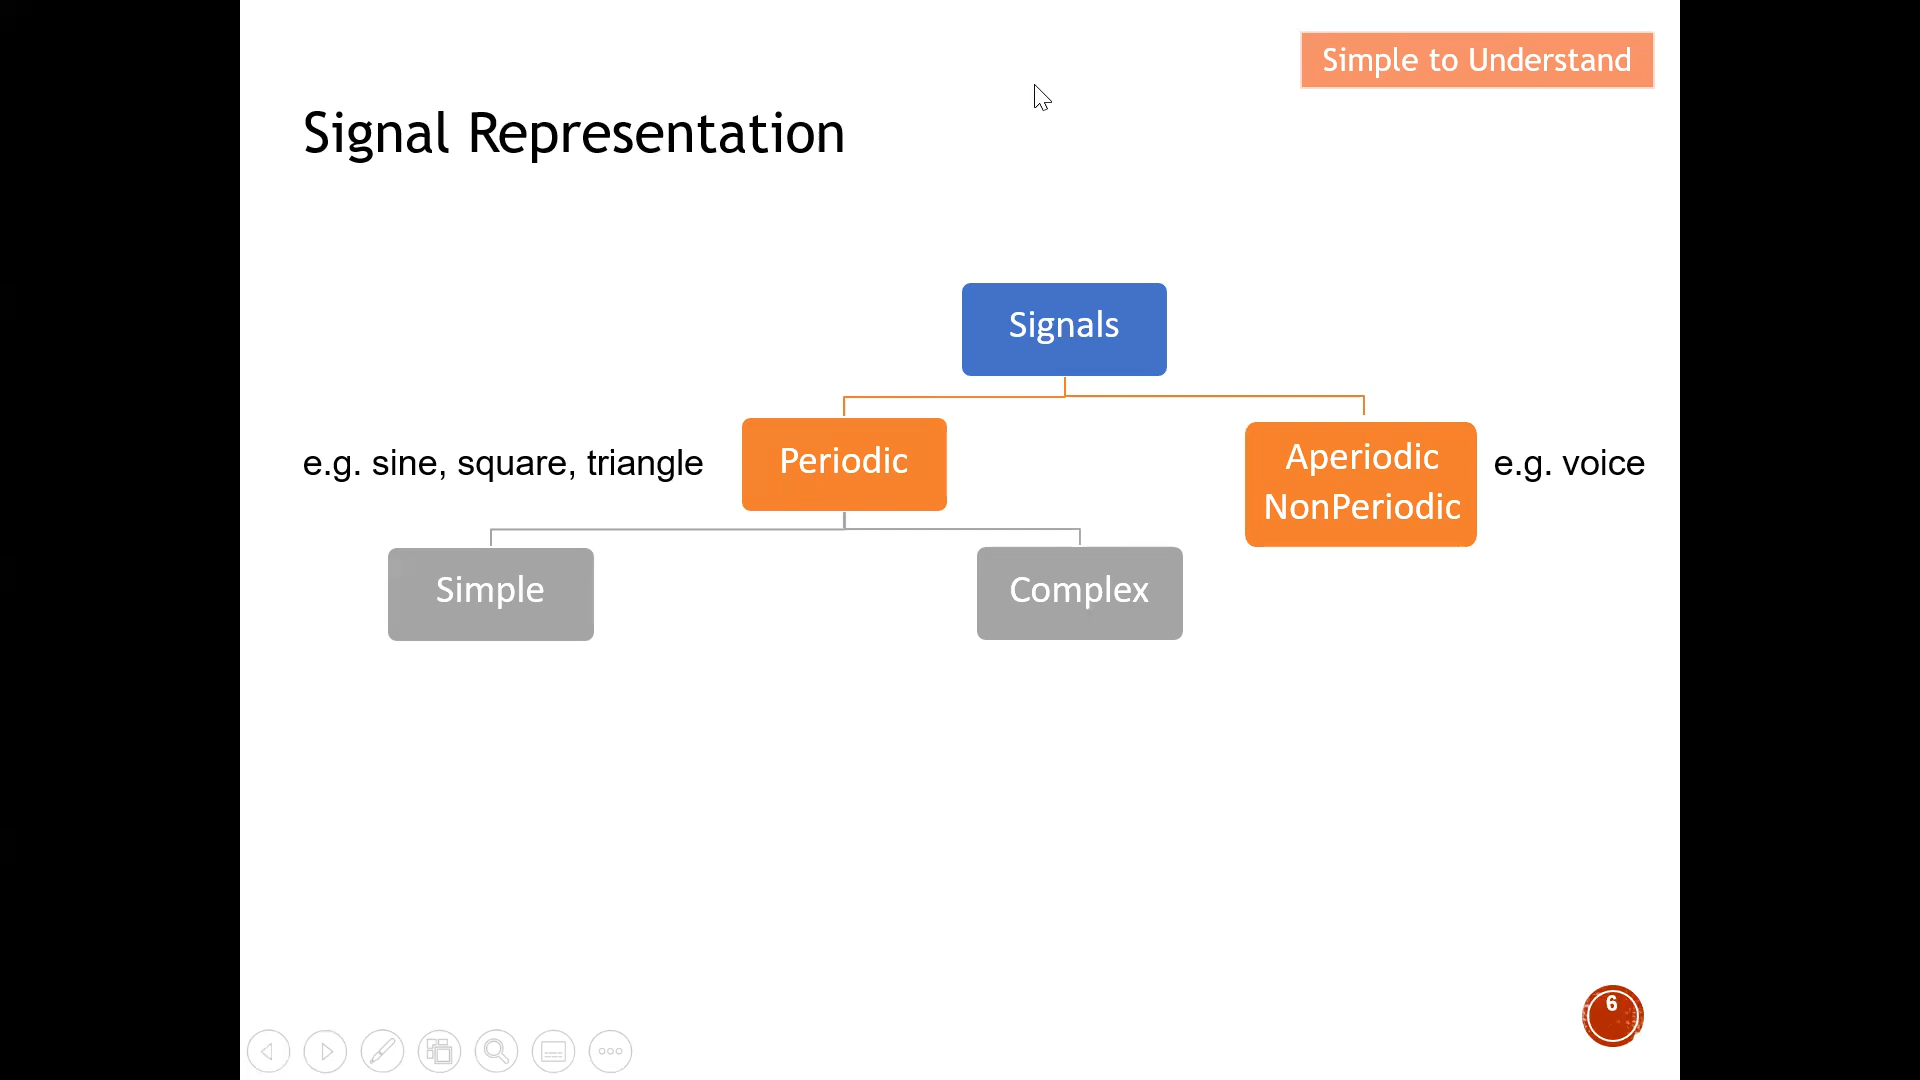 Simple to Understand
Signal Representation
Signals
e.g. sine, square, triangle
Periodic
Aperiodic
NonPeriodic
e.g. voice
Simple
Complex
6